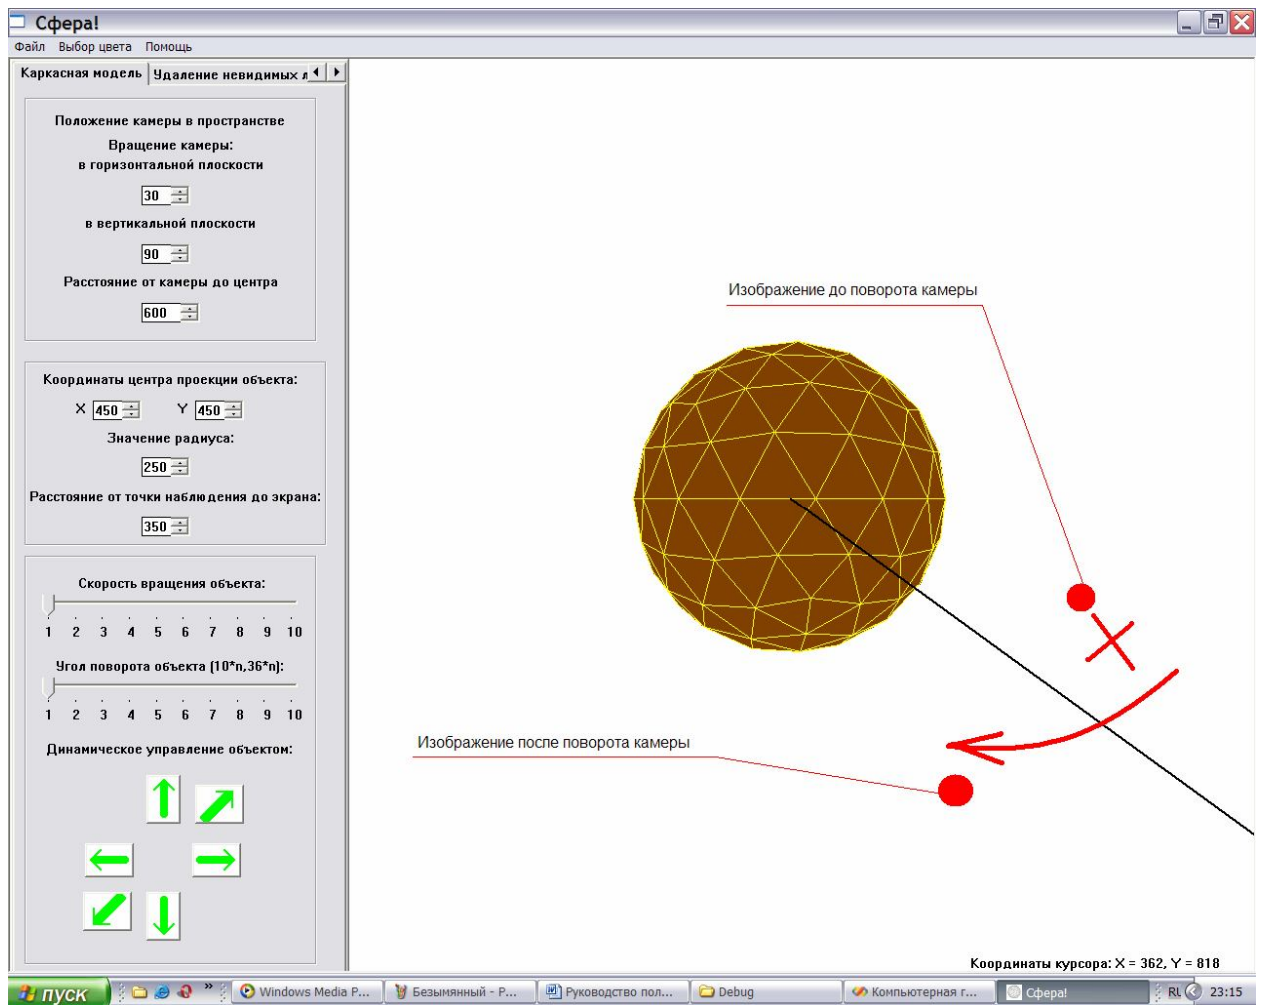 Сфера!
Файл Выбор цвета Помощь
Каркасная модель Удаление невидимых л
Положение камеры в пространстве
Вращение камеры:
в горизонтальной плоскости
30
в вертикальной плоскости
90
Расстояние от камеры до центра
600
Координаты центра проекции объекта:
X 450 Y 450
Значение радиуса:
250
Расстояние от точки наблюдения до экрана:
350
Скорость вращения объекта:
1 2 3 4 5 6 7 8 9 10
Угол поворота объекта (10*n,36*n):
1 2 3 4 5 6 7 8 9 10
Динамическое управление объектом:
Изображение до поворота камеры
Изображение после поворота камеры
Координаты курсора: X = 362, Y = 818
пуск » Windows Media P... Безымянный - P... Руководство пол... Debug Компьютерная г... Сфера! RL 23:15